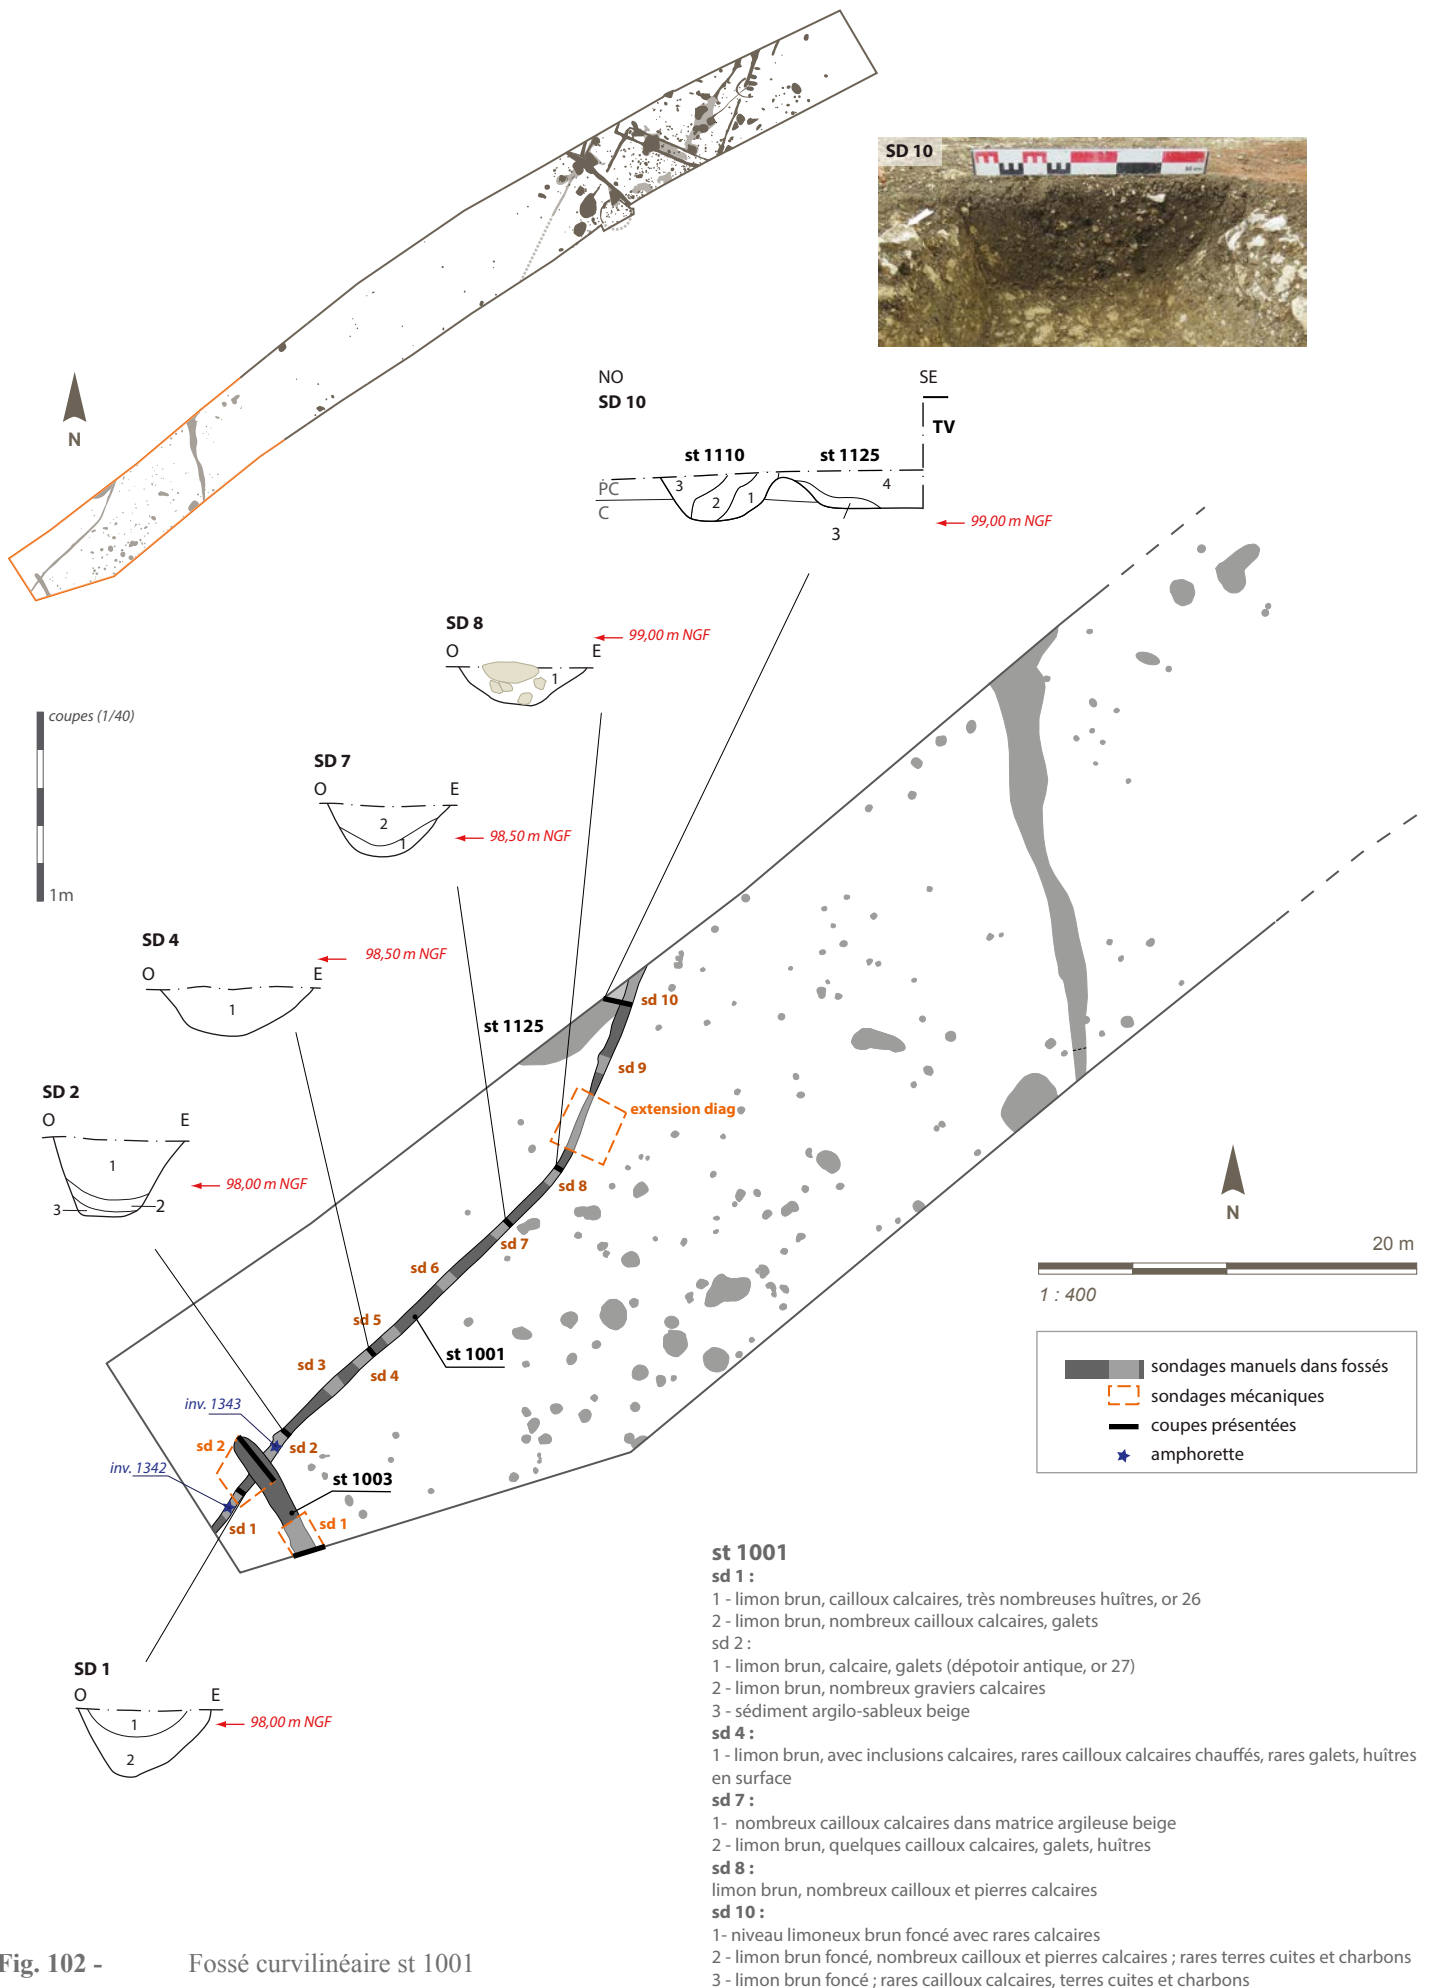 SD 10
N
NO
SE
SD 10
TV
st 1110
st 1125
3
2
1
4
PC
C
3
99,00 m NGF
SD 8
O
E
99,00 m NGF
1
coupes (1/40)
1m
SD 7
O
E
2
1
98,50 m NGF
SD 4
O
E
98,50 m NGF
1
SD 2
O
E
1
98,00 m NGF
3
2
st 1125
sd 10
sd 9
extension diag
sd 8
sd 7
sd 6
sd 5
st 1001
sd 3
sd 4
inv. 1343
sd 2
sd 2
inv. 1342
st 1003
sd 1
sd 1
N
20 m
1 : 400
sondages manuels dans fossés
sondages mécaniques
coupes présentées
amphorette
SD 1
O
E
1
98,00 m NGF
2
st 1001
sd 1 :
1 - limon brun, cailloux calcaires, très nombreuses huîtres, or 26
2 - limon brun, nombreux cailloux calcaires, galets
sd 2 :
1 - limon brun, calcaire, galets (dépotoir antique, or 27)
2 - limon brun, nombreux graviers calcaires
3 - sédiment argilo-sableux beige
sd 4 :
1 - limon brun, avec inclusions calcaires, rares cailloux calcaires chauffés, rares galets, huîtres
en surface
sd 7 :
1- nombreux cailloux calcaires dans matrice argileuse beige
2 - limon brun, quelques cailloux calcaires, galets, huîtres
sd 8 :
limon brun, nombreux cailloux et pierres calcaires
sd 10 :
1- niveau limoneux brun foncé avec rares calcaires
2 - limon brun foncé, nombreux cailloux et pierres calcaires ; rares terres cuites et charbons
3 - limon brun foncé ; rares cailloux calcaires, terres cuites et charbons
Fig. 102 - Fossé curvilinéaire st 1001